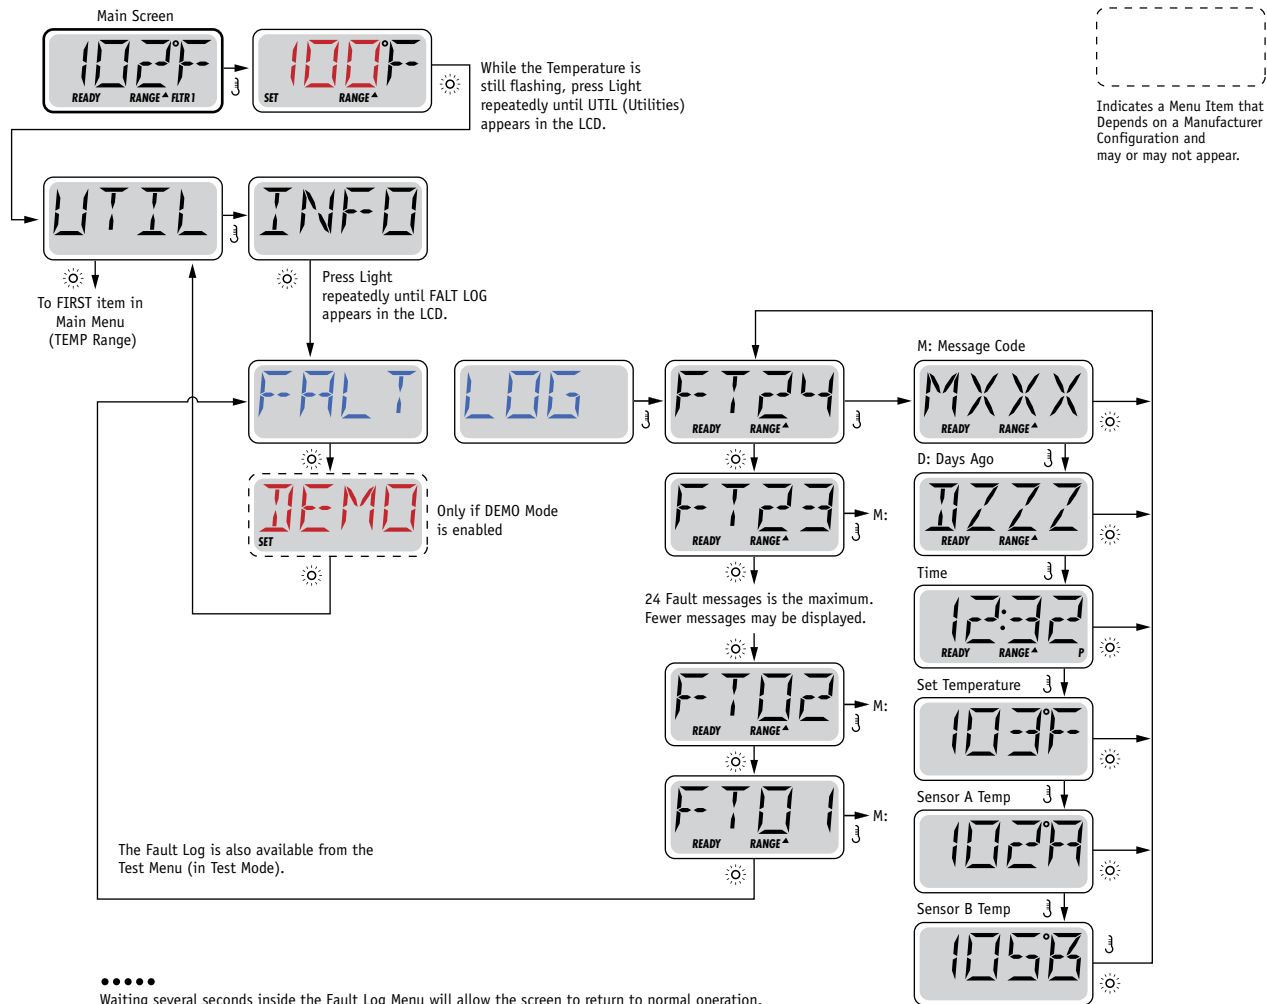 Main Screen
102°F
READY RANGE FLTR1
100°F
SET RANGE
While the Temperature is
still flashing, press Light
repeatedly until UTIL (Utilities)
appears in the LCD.
Indicates a Menu Item that
Depends on a Manufacturer
Configuration and
may or may not appear.
UTIL
INFO
To FIRST item in
Main Menu
(TEMP Range)
Press Light
repeatedly until FALT LOG
appears in the LCD.
FALT
LOG
FT24
READY RANGE
M: Message Code
MXXX
READY RANGE
DEMO
SET
Only if DEMO Mode
is enabled
FT23
READY RANGE
M:
D: Days Ago
DZZZ
READY RANGE
24 Fault messages is the maximum.
Fewer messages may be displayed.
Time
12:32
READY RANGE P
FT02
READY RANGE
M:
Set Temperature
103°F
FT01
READY RANGE
M:
Sensor A Temp
102°A
The Fault Log is also available from the
Test Menu (in Test Mode).
Sensor B Temp
105°B
Waiting several seconds inside the Fault Log Menu will allow the screen to return to normal operation.